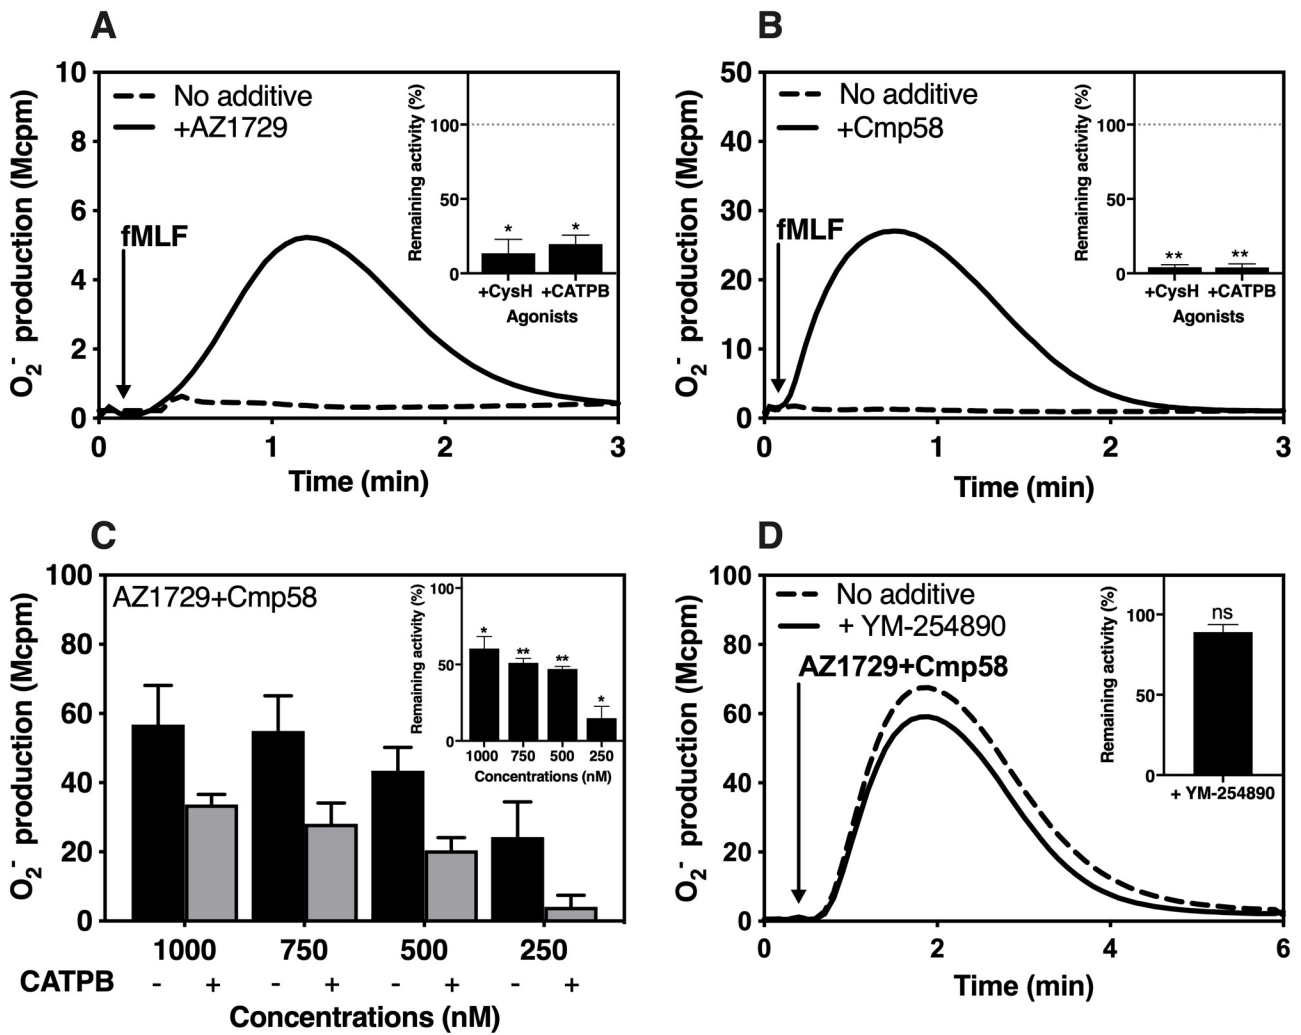 A
O₂⁻ production (Mcpm)
10
8
6
4
2
0
No additive
+AZ1729
fMLF
0 1 2 3
Time (min)
Remaining activity (%)
100
50
0
* *
+CysH +CATPB
Agonists
B
O₂⁻ production (Mcpm)
50
40
30
20
10
0
No additive
+Cmp58
fMLF
0 1 2 3
Time (min)
Remaining activity (%)
100
50
0
** **
+CysH +CATPB
Agonists
C
O₂⁻ production (Mcpm)
100
80
60
40
20
0
AZ1729+Cmp58
1000 750 500 250
CATPB - + - + - + - +
Concentrations (nM)
Remaining activity (%)
100
50
0
* ** ** *
1000 750 500 250
Concentrations (nM)
D
O₂⁻ production (Mcpm)
100
80
60
40
20
0
No additive
+ YM-254890
AZ1729+Cmp58
0 2 4 6
Time (min)
Remaining activity (%)
100
50
0
ns
+ YM-254890